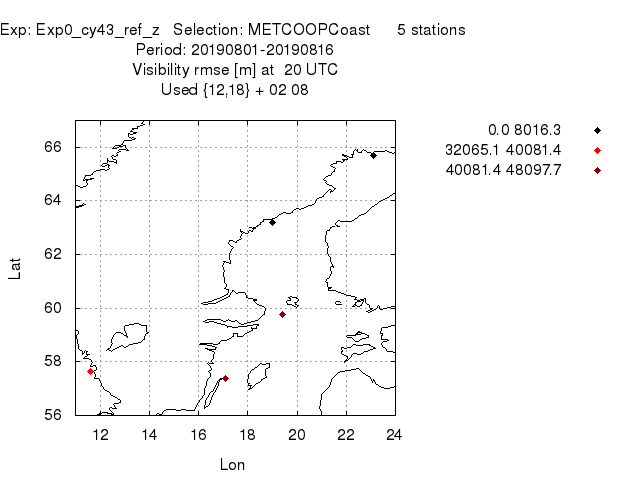 Exp: Exp0_cy43_ref_z Selection: METCOOPCoast 5 stations
Period: 20190801-20190816
Visibility rmse [m] at 20 UTC
Used {12,18} + 02 08
0.0 8016.3
32065.1 40081.4
40081.4 48097.7
66
64
62
60
58
56
Lat
12 14 16 18 20 22 24
Lon